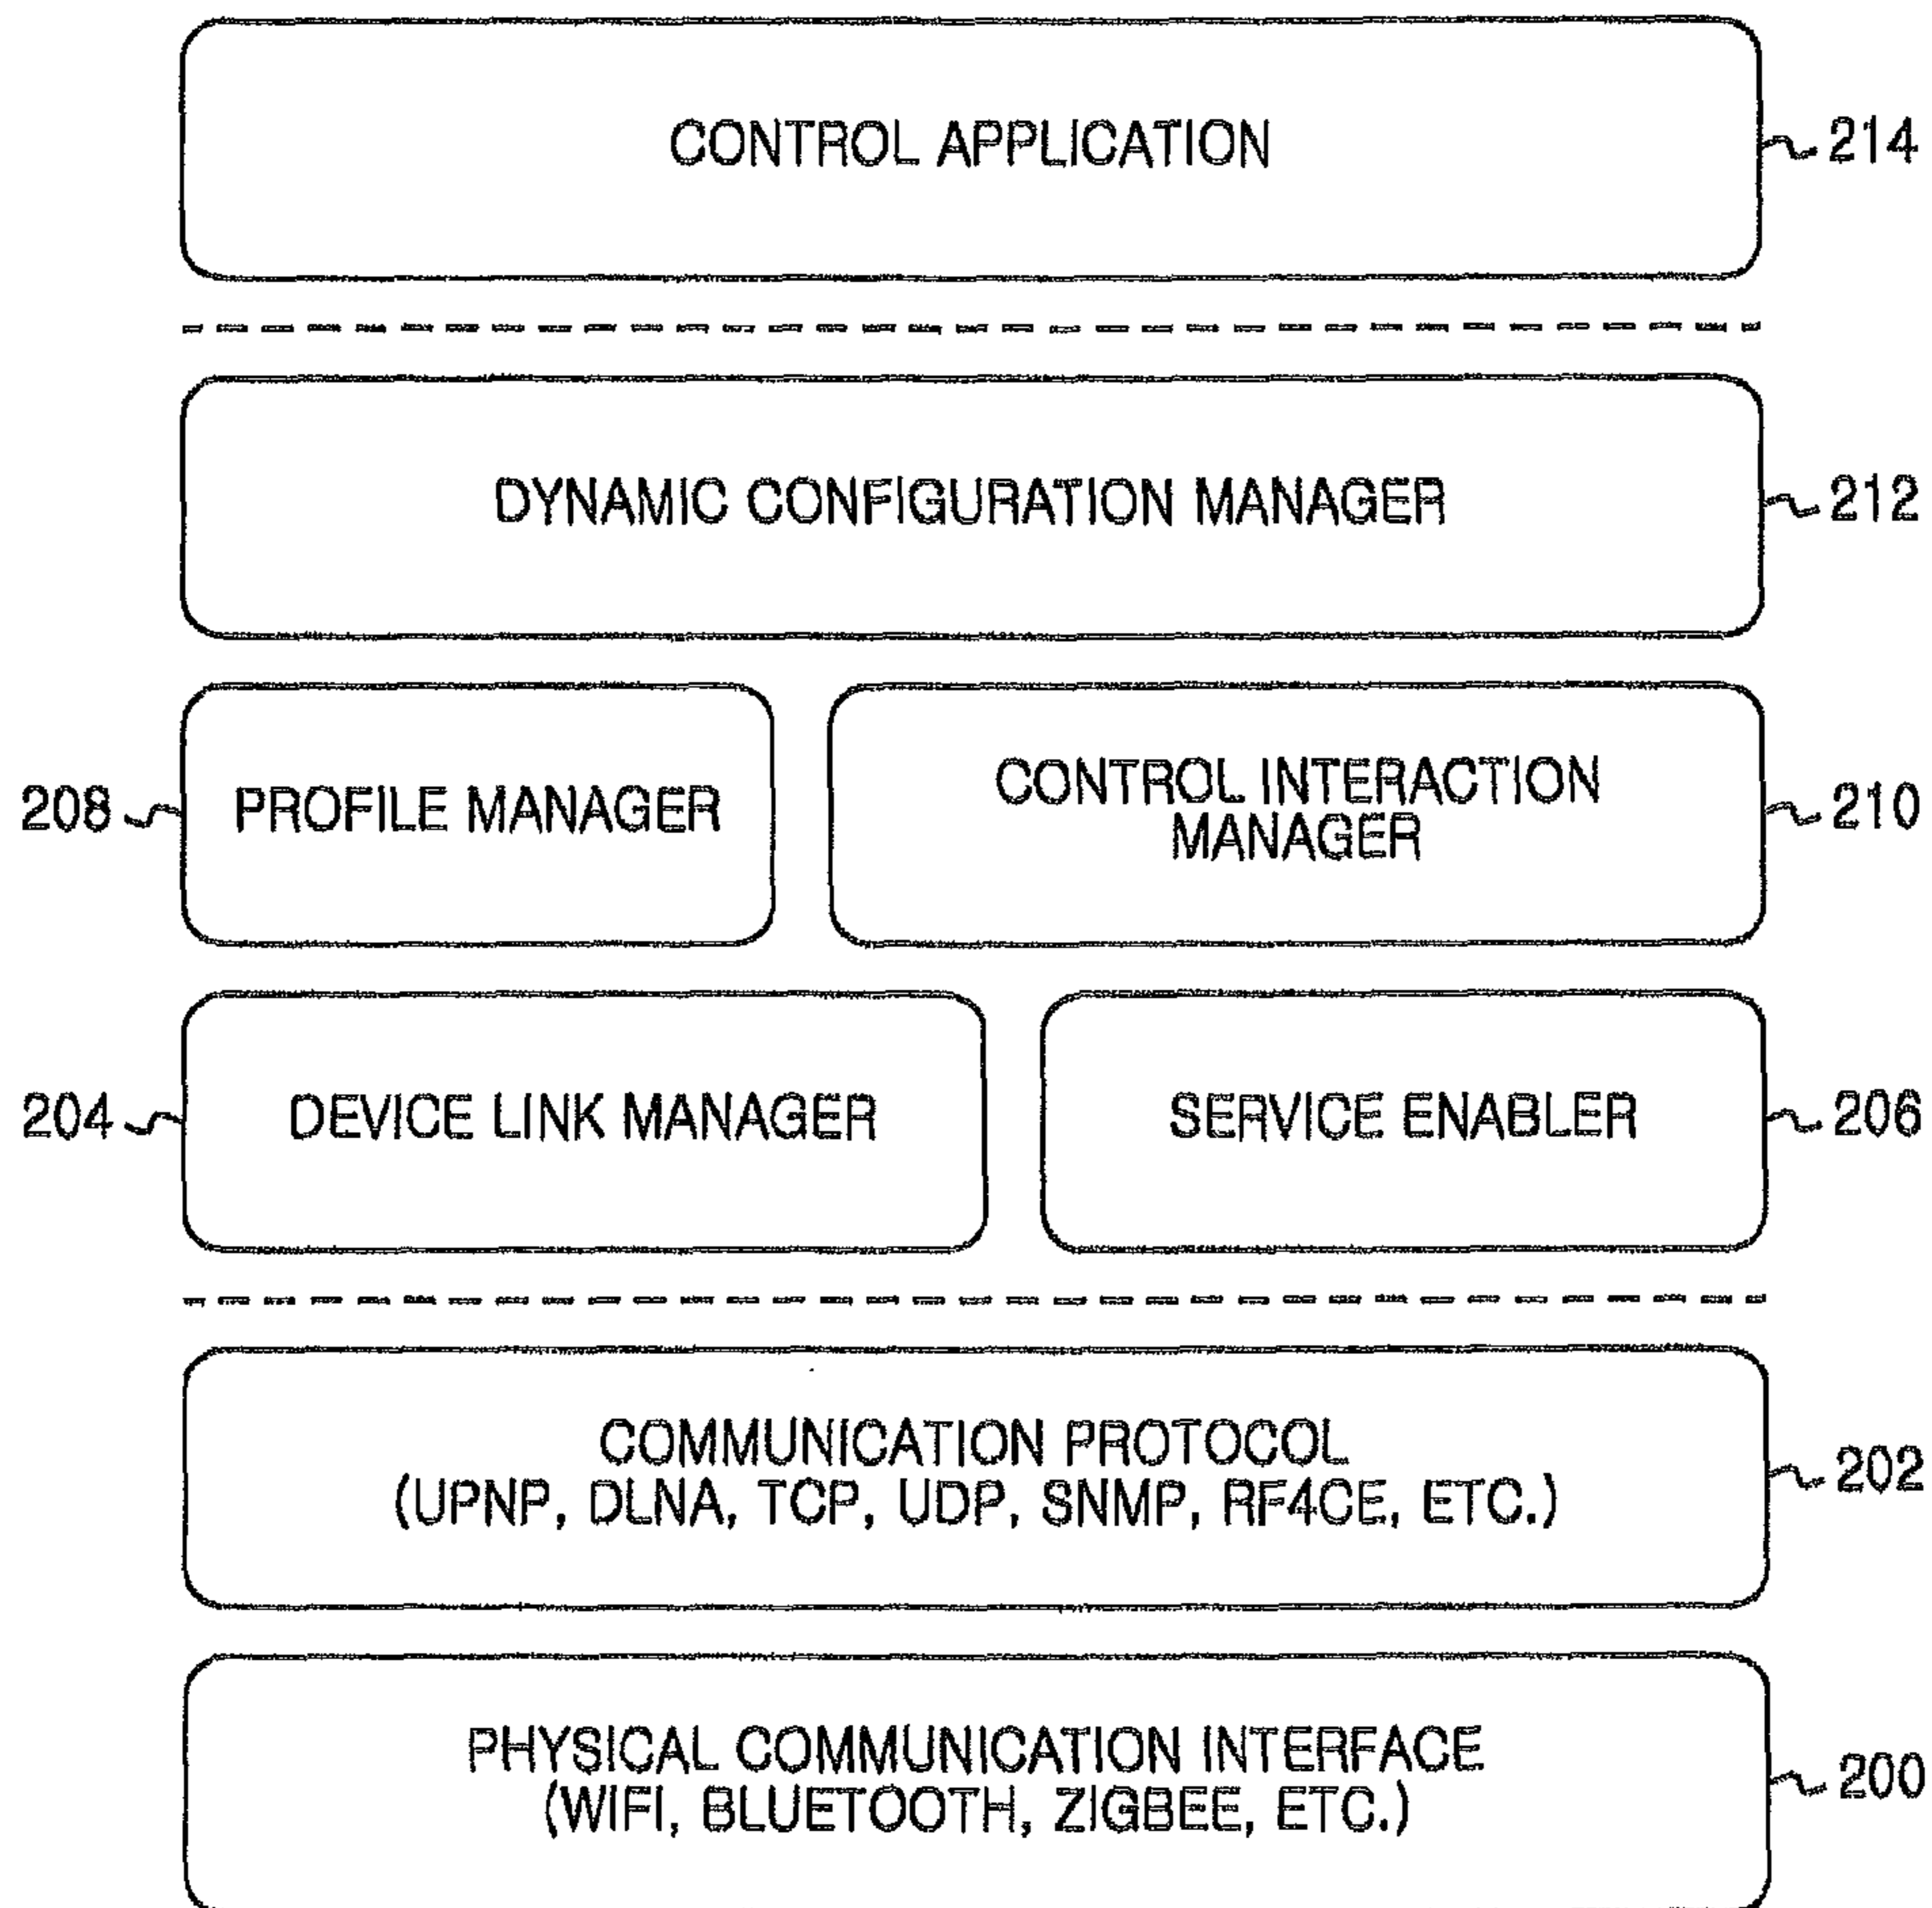 CONTROL APPLICATION
214
DYNAMIC CONFIGURATION MANAGER
212
208
PROFILE MANAGER
CONTROL INTERACTION
MANAGER
210
204
DEVICE LINK MANAGER
SERVICE ENABLER
206
COMMUNICATION PROTOCOL
(UPNP, DLNA, TCP, UDP, SNMP, RF4CE, ETC.)
202
PHYSICAL COMMUNICATION INTERFACE
(WIFI, BLUETOOTH, ZIGBEE, ETC.)
200